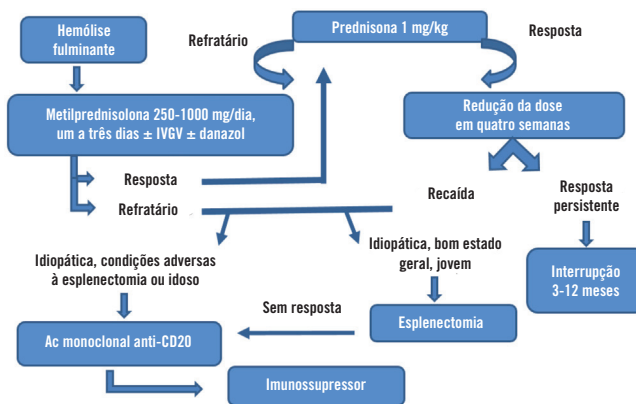 Hemólise
fulminante
Refratário
Prednisona 1 mg/kg
Resposta
Metilprednisolona 250-1000 mg/dia,
um a três dias ± IVGV ± danazol
Redução da dose
em quatro semanas
Resposta
Refratário
Recaída
Resposta
persistente
Idiopática, condições adversas
à esplenectomia ou idoso
Idiopática, bom estado
geral, jovem
Interrupção
3-12 meses
Sem resposta
Esplenectomia
Ac monoclonal anti-CD20
Imunossupressor